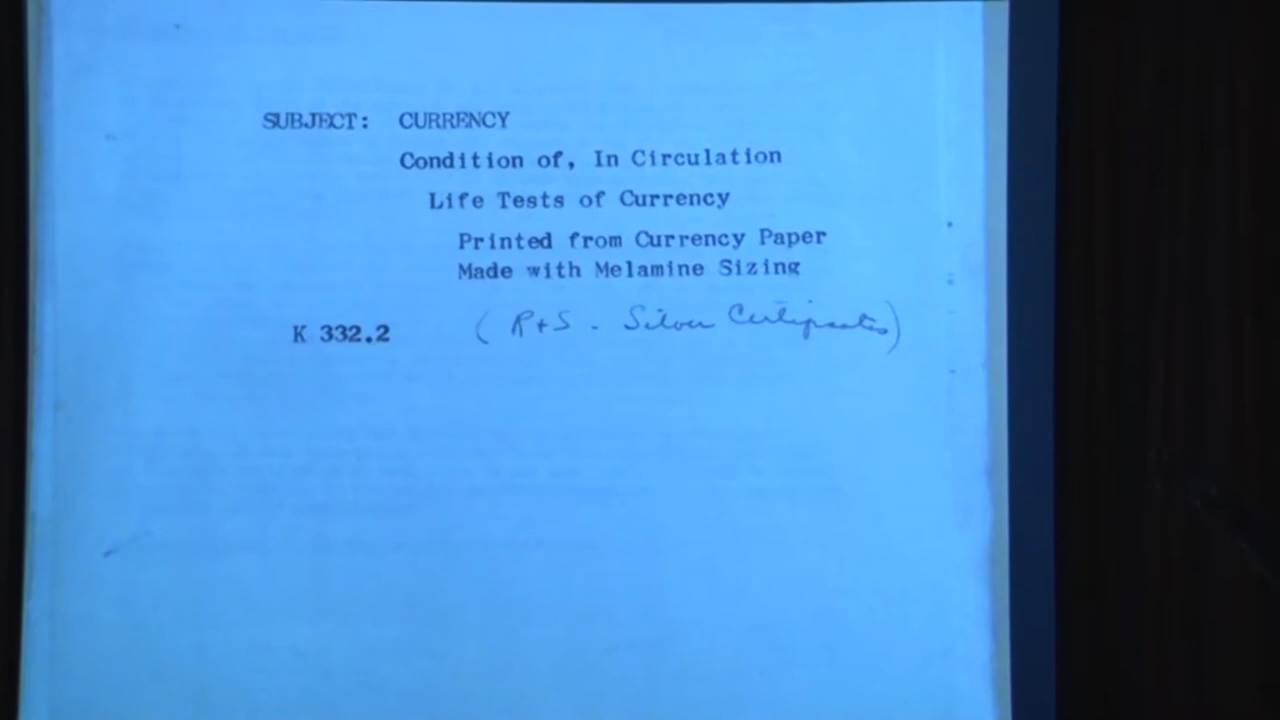 SUBJECT: CURRENCY
Condition of, In Circulation
Life Tests of Currency
Printed from Currency Paper
Made with Melamine Sizing
K 332.2 (R+S - Silver Certificates)